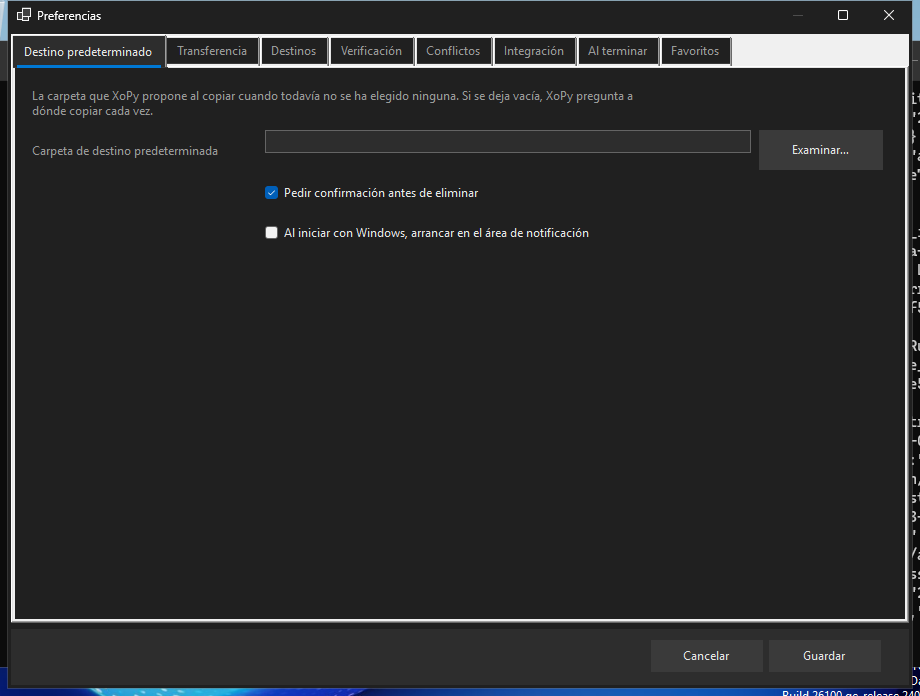 Preferencias
Destino predeterminado
Transferencia
Destinos
Verificación
Conflictos
Integración
Al terminar
Favoritos
La carpeta que XoPy propone al copiar cuando todavía no se ha elegido ninguna. Si se deja vacía, XoPy pregunta a
dónde copiar cada vez.
Carpeta de destino predeterminada
Examinar...
Pedir confirmación antes de eliminar
Al iniciar con Windows, arrancar en el área de notificación
Cancelar
Guardar